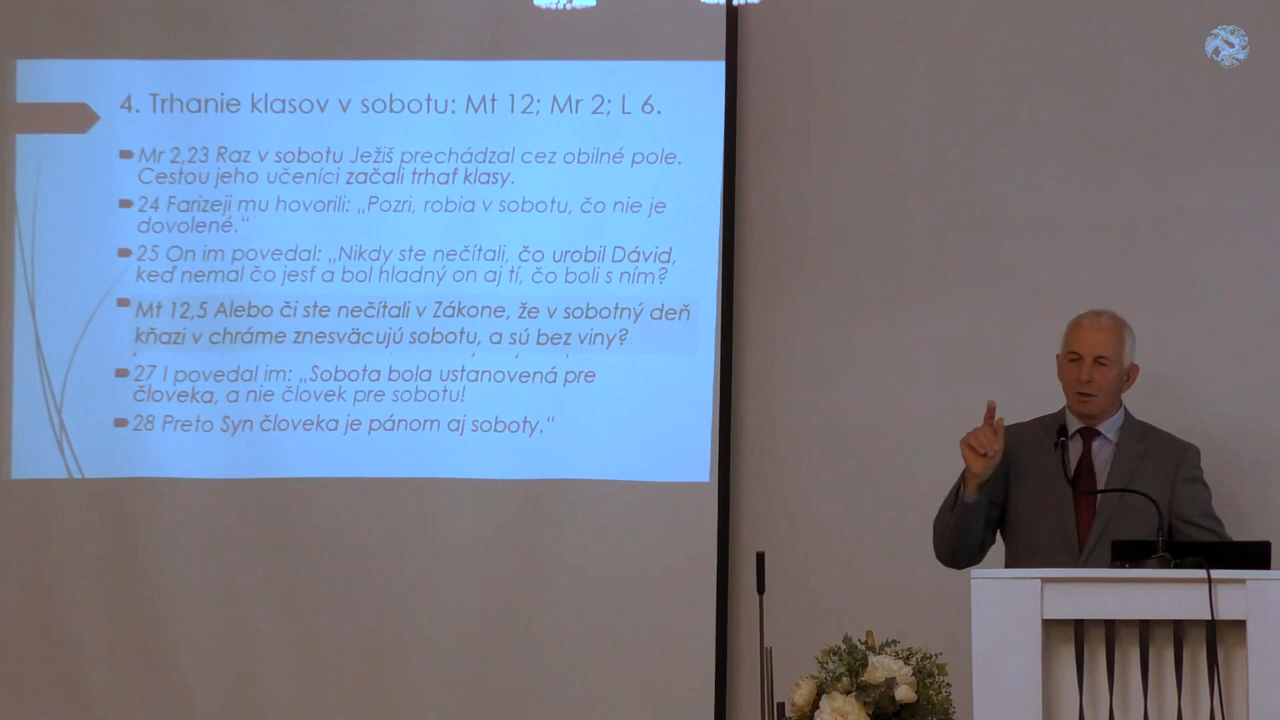 4. Trhanie klasov v sobotu: Mt 12; Mr 2; L 6.
Mr 2,23 Raz v sobotu Ježiš prechádzal cez obilné pole.
Cestou jeho učeníci začali trhať klasy.
24 Farizeji mu hovorili: „Pozri, robia v sobotu, čo nie je
dovolené.“
25 On im povedal: „Nikdy ste nečítali, čo urobil Dávid,
keď nemal čo jesť a bol hladný on aj tí, čo boli s ním?
Mt 12,5 Alebo či ste nečítali v Zákone, že v sobotný deň
kňazi v chráme znesväcujú sobotu, a sú bez viny?
27 I povedal im: „Sobota bola ustanovená pre
človeka, a nie človek pre sobotu!
28 Preto Syn človeka je pánom aj soboty.“